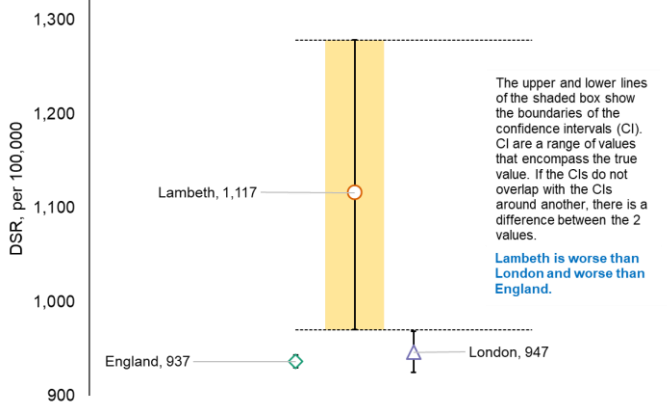 1,300
1,200
1,100
1,000
900
DSR, per 100,000
Lambeth, 1,117
England, 937
London, 947
The upper and lower lines
of the shaded box show
the boundaries of the
confidence intervals (CI).
CI are a range of values
that encompass the true
value. If the CIs do not
overlap with the CIs
around another, there is a
difference between the 2
values.
Lambeth is worse than
London and worse than
England.